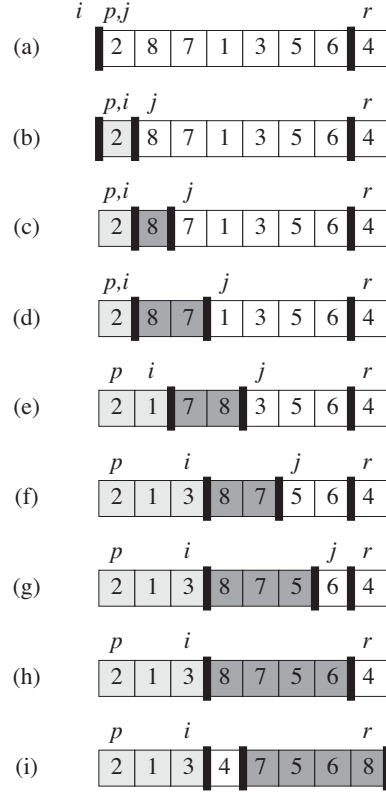 i p,j r
(a) 2 8 7 1 3 5 6 4
p,i j r
(b) 2 8 7 1 3 5 6 4
p,i j r
(c) 2 8 7 1 3 5 6 4
p,i j r
(d) 2 8 7 1 3 5 6 4
p i j r
(e) 2 1 7 8 3 5 6 4
p i j r
(f) 2 1 3 8 7 5 6 4
p i j r
(g) 2 1 3 8 7 5 6 4
p i r
(h) 2 1 3 8 7 5 6 4
p i r
(i) 2 1 3 4 7 5 6 8